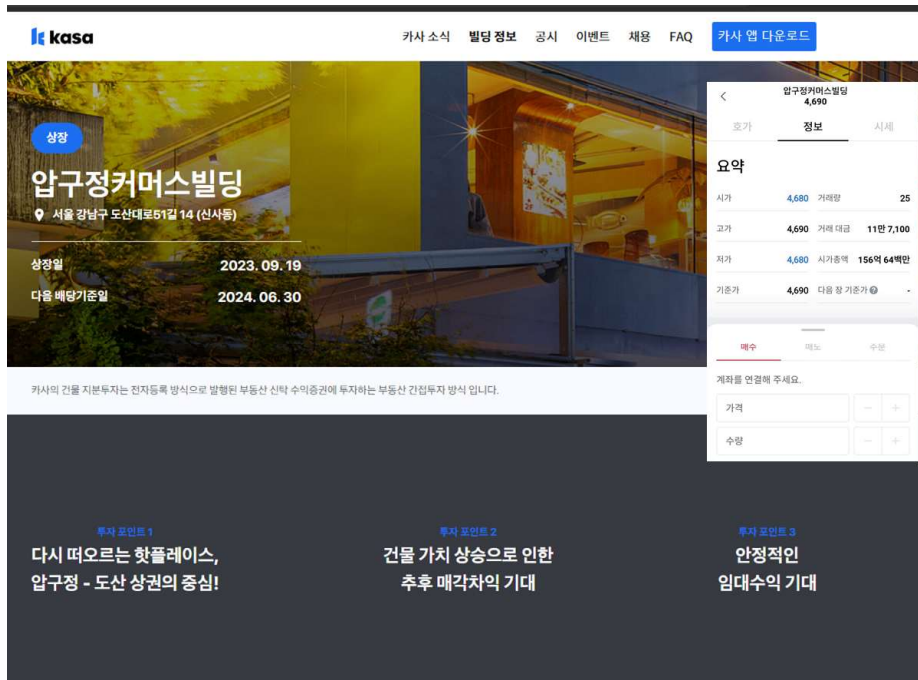 kasa
카사 소식 빌딩 정보 공시 이벤트 채용 FAQ 카사 앱 다운로드
상장
압구정커머스빌딩
서울 강남구 도산대로51길 14 (신사동)
상장일 2023. 09. 19
다음 배당기준일 2024. 06. 30
압구정커머스빌딩
4,690
호가 정보 시세
요약
시가 4,680 거래량 25
고가 4,690 거래 대금 11만 7,100
저가 4,680 시가총액 156억 64백만
기준가 4,690 다음 장 기준가 ? -
매수 매도 주문
계좌를 연결해 주세요.
가격 - +
수량 - +
카사의 건물 지분투자는 전자등록 방식으로 발행된 부동산 신탁 수익증권에 투자하는 부동산 간접투자 방식 입니다.
투자 포인트 1
다시 떠오르는 핫플레이스,
압구정 - 도산 상권의 중심!
투자 포인트 2
건물 가치 상승으로 인한
추후 매각차익 기대
투자 포인트 3
안정적인
임대수익 기대